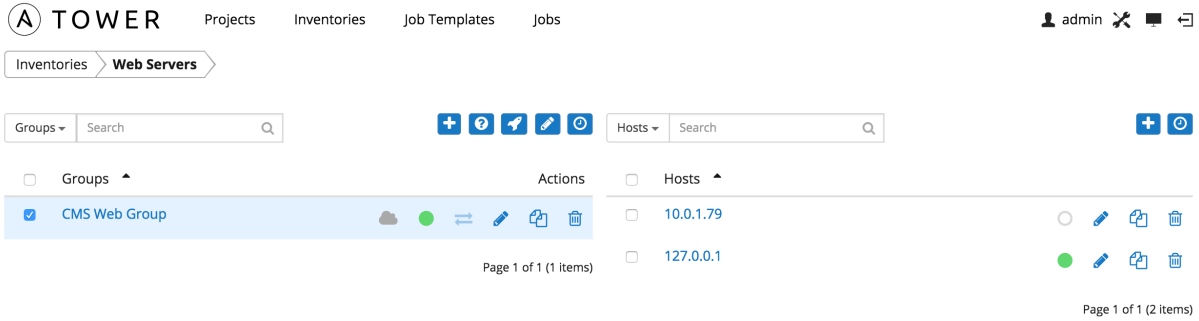 A TOWER Projects Inventories Job Templates Jobs admin
Inventories Web Servers
Groups Search
Hosts Search
Groups Actions
CMS Web Group
Page 1 of 1 (1 items)
Hosts
10.0.1.79
127.0.0.1
Page 1 of 1 (2 items)